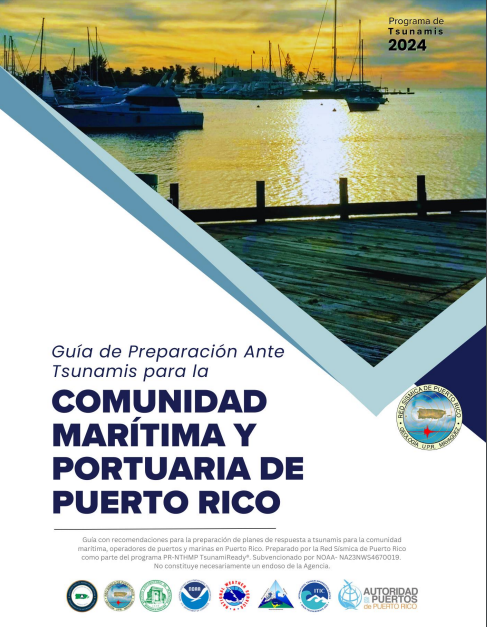 Programa de
Tsunamis
2024
Guía de Preparación Ante
Tsunamis para la
COMUNIDAD
MARÍTIMA Y
PORTUARIA DE
PUERTO RICO
RED SÍSMICA DE PUERTO RICO
GEOLOGÍA U.P.R. MAYAGÜEZ
Guía con recomendaciones para la preparación de planes de respuesta a tsunamis para la comunidad
marítima, operadores de puertos y marinas en Puerto Rico. Preparado por la Red Sísmica de Puerto Rico
como parte del programa PR-NTHMP TsunamiReady®. Subvencionado por NOAA- NA23NWS4670019.
No constituye necesariamente un endoso de la Agencia.
NOAA
ITIC
AUTORIDAD
de PUERTOS
de PUERTO RICO